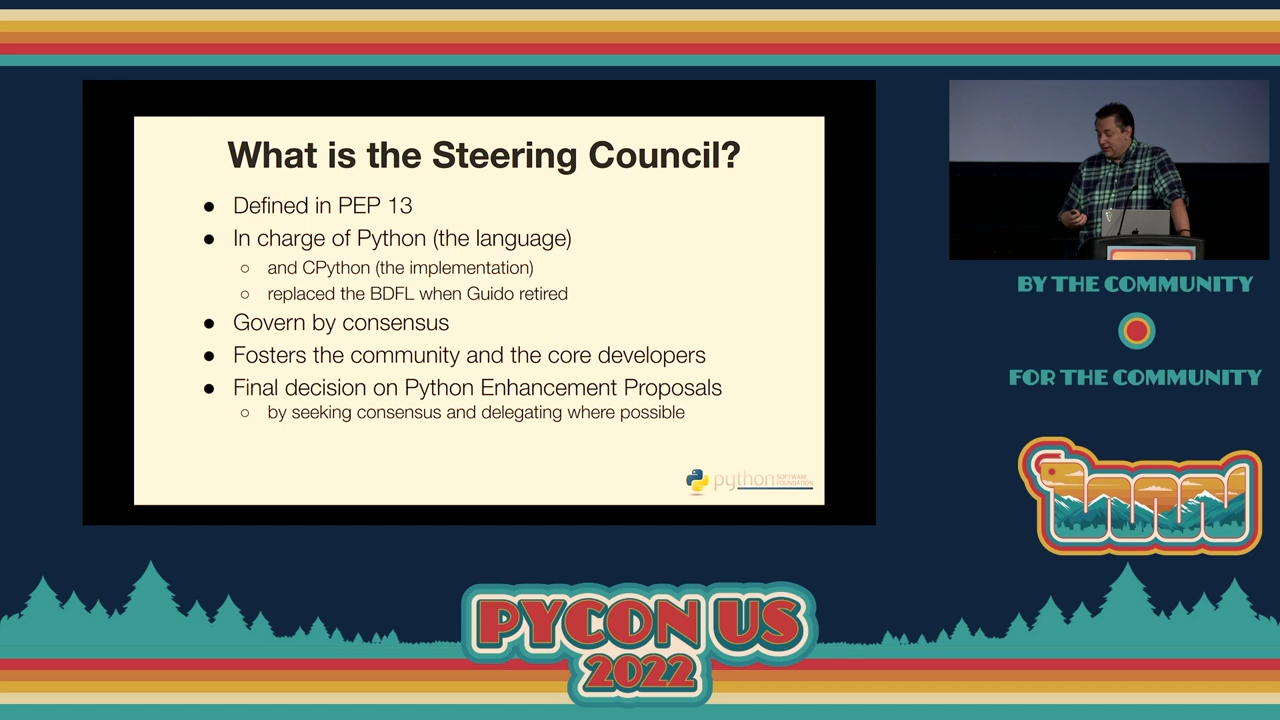 What is the Steering Council?
● Defined in PEP 13
● In charge of Python (the language)
○ and CPython (the implementation)
○ replaced the BDFL when Guido retired
● Govern by consensus
● Fosters the community and the core developers
● Final decision on Python Enhancement Proposals
○ by seeking consensus and delegating where possible
python
SOFTWARE
FOUNDATION
BY THE COMMUNITY
FOR THE COMMUNITY
PYCON US
2022